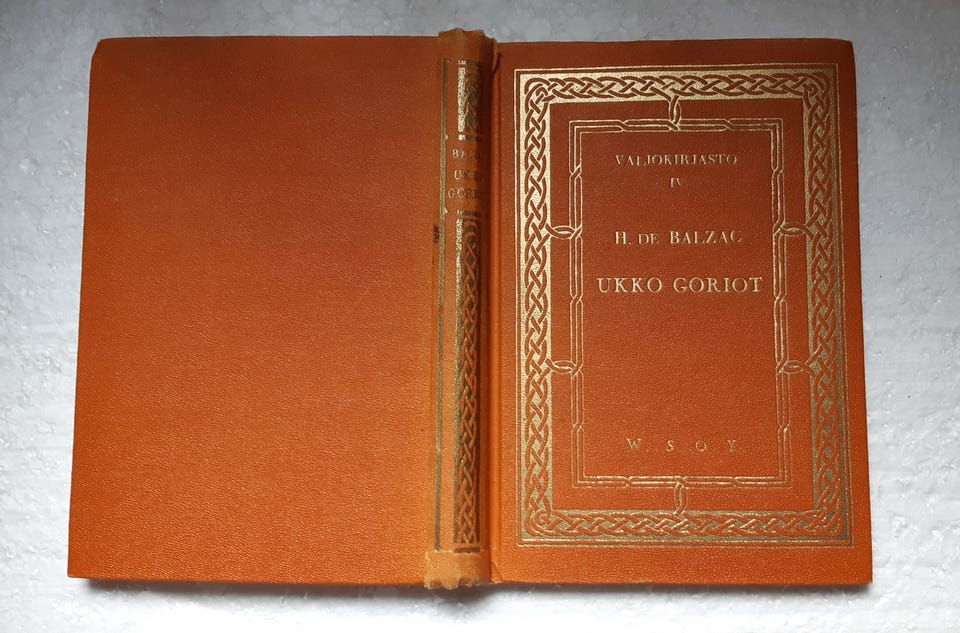 VALIOKIRJASTO
IV
H. DE BALZAC
UKKO GORIOT
W S O Y